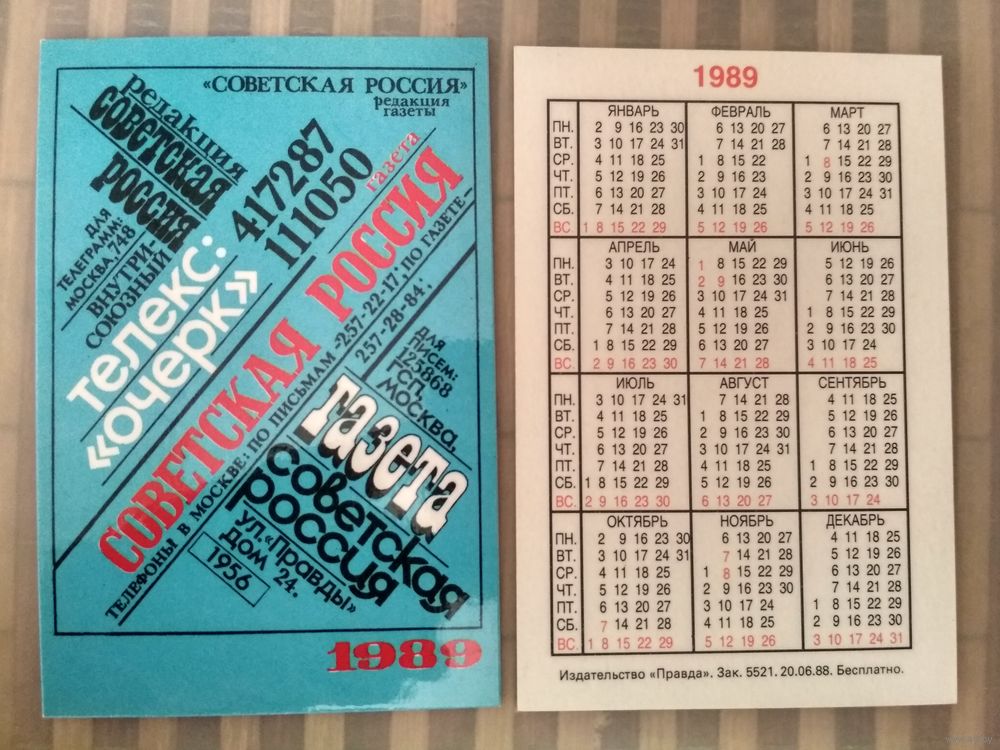 «СОВЕТСКАЯ РОССИЯ»
редакция
газеты
редакция
СОВЕТСКАЯ
РОССИЯ
ДЛЯ
ТЕЛЕГРАММ:
МОСКВА, 748
ВНУТРИ-
СОЮЗНЫЙ
телекс:
«очерк»
417287
111050
газета
СОВЕТСКАЯ РОССИЯ
ТЕЛЕФОНЫ В МОСКВЕ: ПО ПИСЬМАМ -257-22-17; ПО ГАЗЕТЕ -
257-28-84;
ДЛЯ
ПИСЕМ:
125868
ГСП,
МОСКВА,
газета
советская
россия
ул. «Правды»
ДОМ 24.
1956
1989
1989
ЯНВАРЬ ФЕВРАЛЬ МАРТ
ПН. 2 9 16 23 30 6 13 20 27 6 13 20 27
ВТ. 3 10 17 24 31 7 14 21 28 7 14 21 28
СР. 4 11 18 25 1 8 15 22 1 8 15 22 29
ЧТ. 5 12 19 26 2 9 16 23 2 9 16 23 30
ПТ. 6 13 20 27 3 10 17 24 3 10 17 24 31
СБ. 7 14 21 28 4 11 18 25 4 11 18 25
ВС. 1 8 15 22 29 5 12 19 26 5 12 19 26
АПРЕЛЬ МАЙ ИЮНЬ
ПН. 3 10 17 24 1 8 15 22 29 5 12 19 26
ВТ. 4 11 18 25 2 9 16 23 30 6 13 20 27
СР. 5 12 19 26 3 10 17 24 31 7 14 21 28
ЧТ. 6 13 20 27 4 11 18 25 1 8 15 22 29
ПТ. 7 14 21 28 5 12 19 26 2 9 16 23 30
СБ. 1 8 15 22 29 6 13 20 27 3 10 17 24
ВС. 2 9 16 23 30 7 14 21 28 4 11 18 25
ИЮЛЬ АВГУСТ СЕНТЯБРЬ
ПН. 3 10 17 24 31 7 14 21 28 4 11 18 25
ВТ. 4 11 18 25 1 8 15 22 29 5 12 19 26
СР. 5 12 19 26 2 9 16 23 30 6 13 20 27
ЧТ. 6 13 20 27 3 10 17 24 31 7 14 21 28
ПТ. 7 14 21 28 4 11 18 25 1 8 15 22 29
СБ. 1 8 15 22 29 5 12 19 26 2 9 16 23 30
ВС. 2 9 16 23 30 6 13 20 27 3 10 17 24
ОКТЯБРЬ НОЯБРЬ ДЕКАБРЬ
ПН. 2 9 16 23 30 6 13 20 27 4 11 18 25
ВТ. 3 10 17 24 31 7 14 21 28 5 12 19 26
СР. 4 11 18 25 1 8 15 22 29 6 13 20 27
ЧТ. 5 12 19 26 2 9 16 23 30 7 14 21 28
ПТ. 6 13 20 27 3 10 17 24 1 8 15 22 29
СБ. 7 14 21 28 4 11 18 25 2 9 16 23 30
ВС. 1 8 15 22 29 5 12 19 26 3 10 17 24 31
Издательство «Правда». Зак. 5521. 20.06.88. Бесплатно.